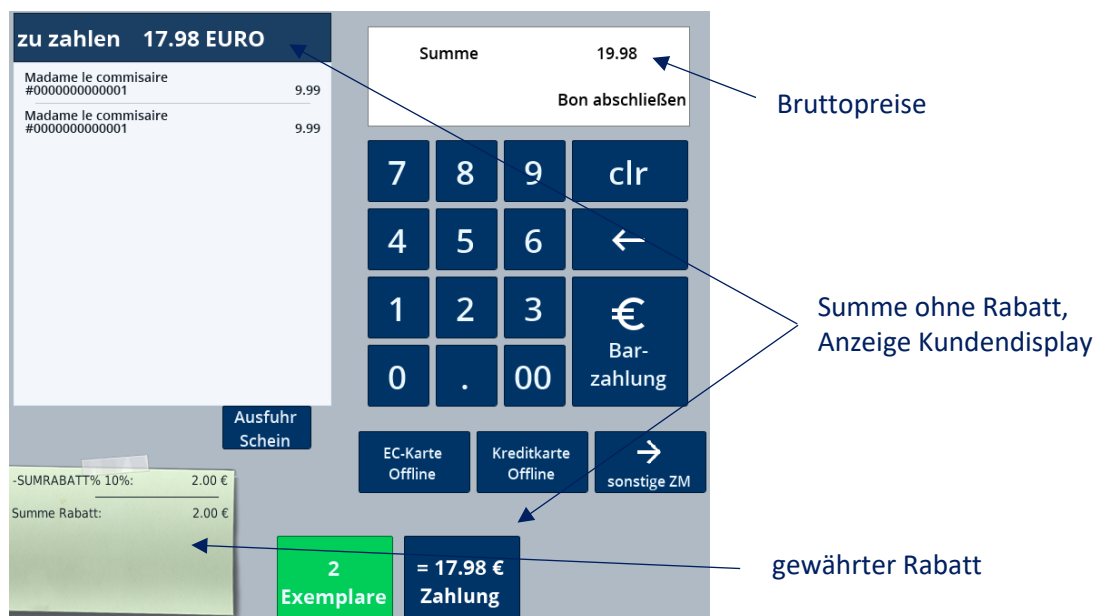 zu zahlen 17.98 EURO
Madame le commisaire
#0000000000001 9.99
Madame le commisaire
#0000000000001 9.99
Summe 19.98
Bon abschließen
Bruttopreise
7 8 9 clr
4 5 6 ←
1 2 3 €
Bar-
zahlung
0 . 00
Summe ohne Rabatt,
Anzeige Kundendisplay
Ausfuhr
Schein
EC-Karte
Offline
Kreditkarte
Offline
→
sonstige ZM
-SUMRABATT% 10%: 2.00 €
Summe Rabatt: 2.00 €
2
Exemplare
= 17.98 €
Zahlung
gewährter Rabatt